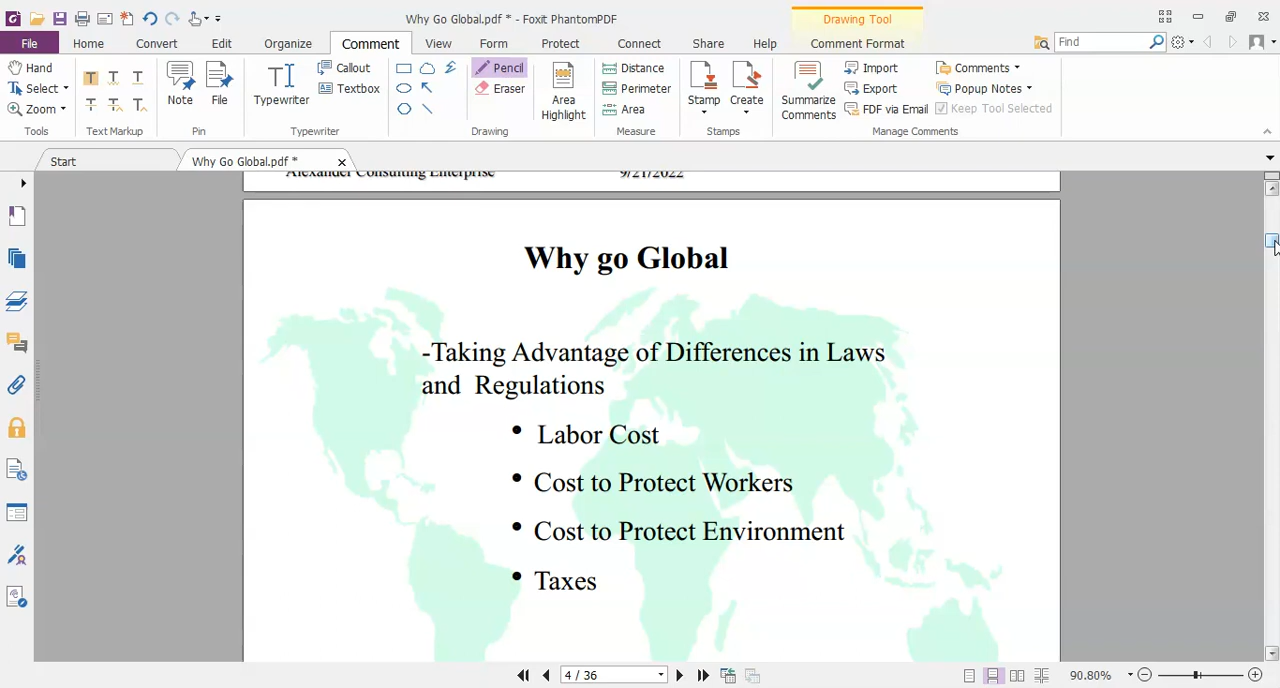 Why Go Global.pdf * - Foxit PhantomPDF
Drawing Tool
File Home Convert Edit Organize Comment View Form Protect Connect Share Help Comment Format Find
Hand
Select
Zoom
Tools
T T T
T T T
Text Markup
Note File
Pin
Typewriter
Callout
Textbox
Typewriter
Pencil
Eraser
Drawing
Area
Highlight
Distance
Perimeter
Area
Measure
Stamp Create
Stamps
Summarize
Comments
Import
Export
FDF via Email
Comments
Popup Notes
Keep Tool Selected
Manage Comments
Start
Why Go Global.pdf *
Alexander Consulting Enterprise 9/21/2022
Why go Global
-Taking Advantage of Differences in Laws
and Regulations
• Labor Cost
• Cost to Protect Workers
• Cost to Protect Environment
• Taxes
4 / 36
90.80%